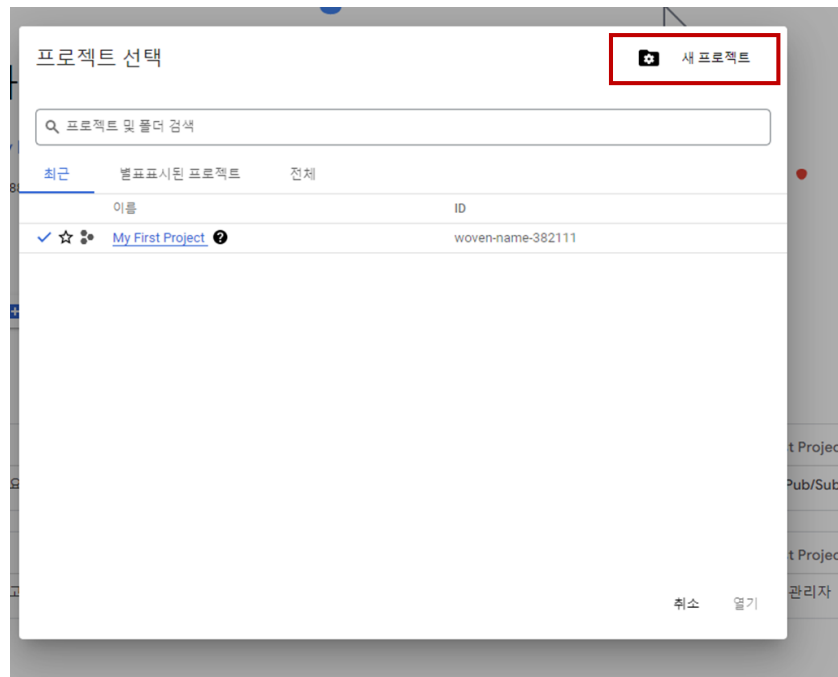 프로젝트 선택
새 프로젝트
프로젝트 및 폴더 검색
최근 별표표시된 프로젝트 전체
이름 ID
My First Project woven-name-382111
t Projec
Pub/Sub
t Projec
관리자
취소 열기